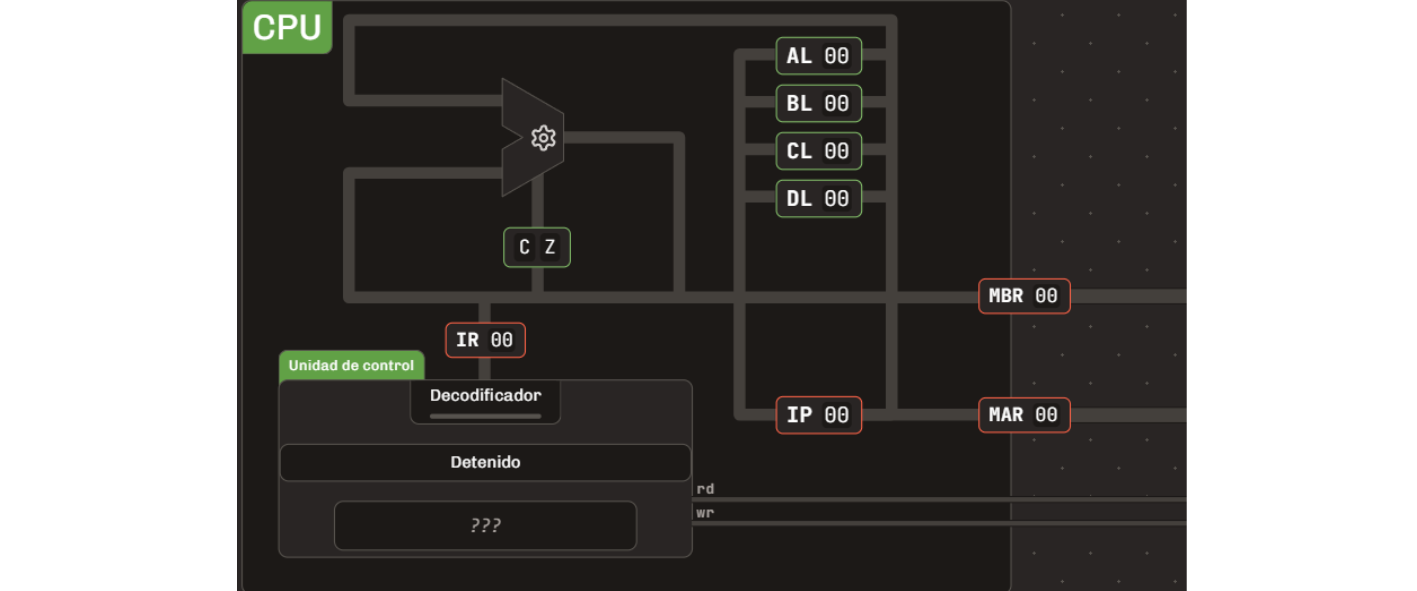 CPU
AL 00
BL 00
CL 00
DL 00
C Z
MBR 00
IR 00
Unidad de control
Decodificador
IP 00
MAR 00
Detenido
rd
wr
???